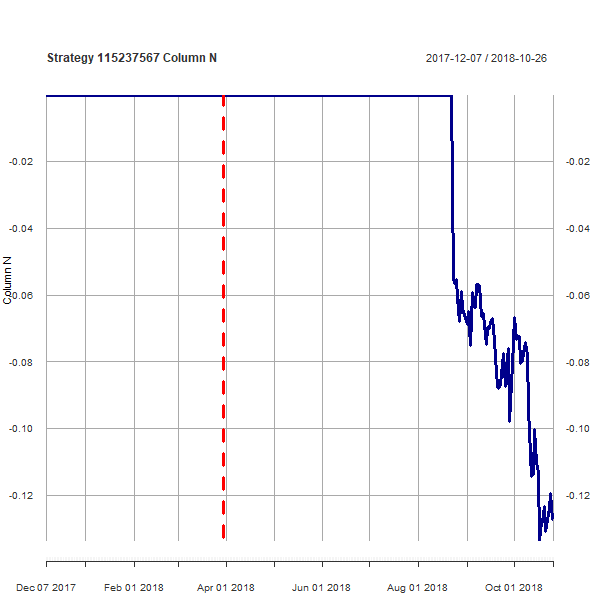 Strategy 115237567 Column N
2017-12-07 / 2018-10-26
-0.02 -0.02
-0.04 -0.04
Column N
-0.06 -0.06
-0.08 -0.08
-0.10 -0.10
-0.12 -0.12
Dec 07 2017 Feb 01 2018 Apr 01 2018 Jun 01 2018 Aug 01 2018 Oct 01 2018